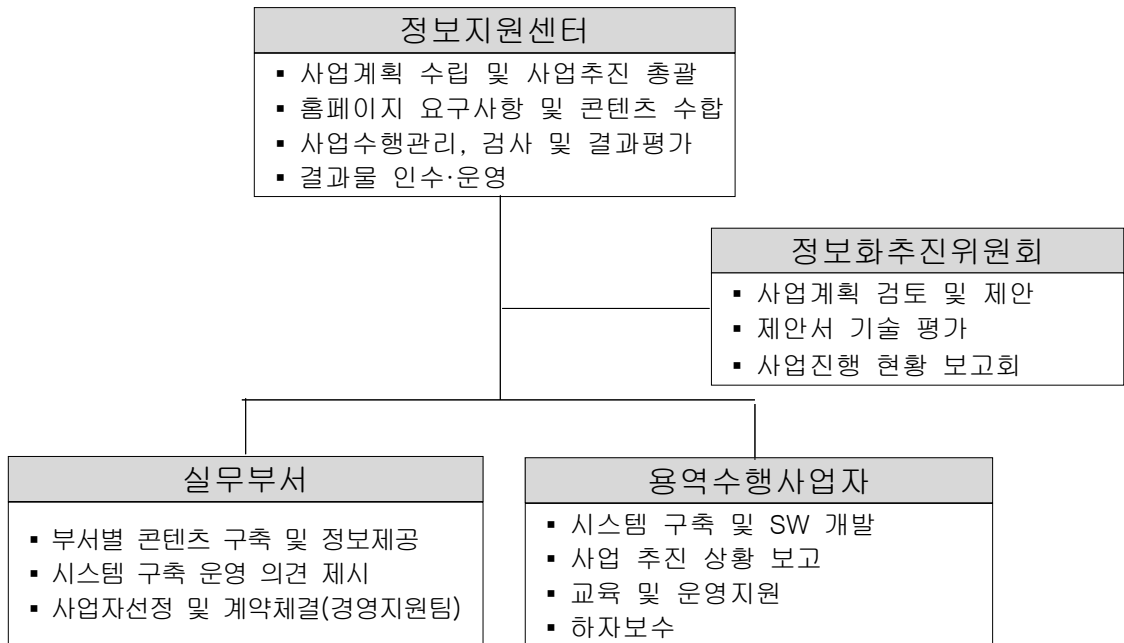 정보지원센터
▪ 사업계획 수립 및 사업추진 총괄
▪ 홈페이지 요구사항 및 콘텐츠 수합
▪ 사업수행관리, 검사 및 결과평가
▪ 결과물 인수·운영
정보화추진위원회
▪ 사업계획 검토 및 제안
▪ 제안서 기술 평가
▪ 사업진행 현황 보고회
실무부서
▪ 부서별 콘텐츠 구축 및 정보제공
▪ 시스템 구축 운영 의견 제시
▪ 사업자선정 및 계약체결(경영지원팀)
용역수행사업자
▪ 시스템 구축 및 SW 개발
▪ 사업 추진 상황 보고
▪ 교육 및 운영지원
▪ 하자보수